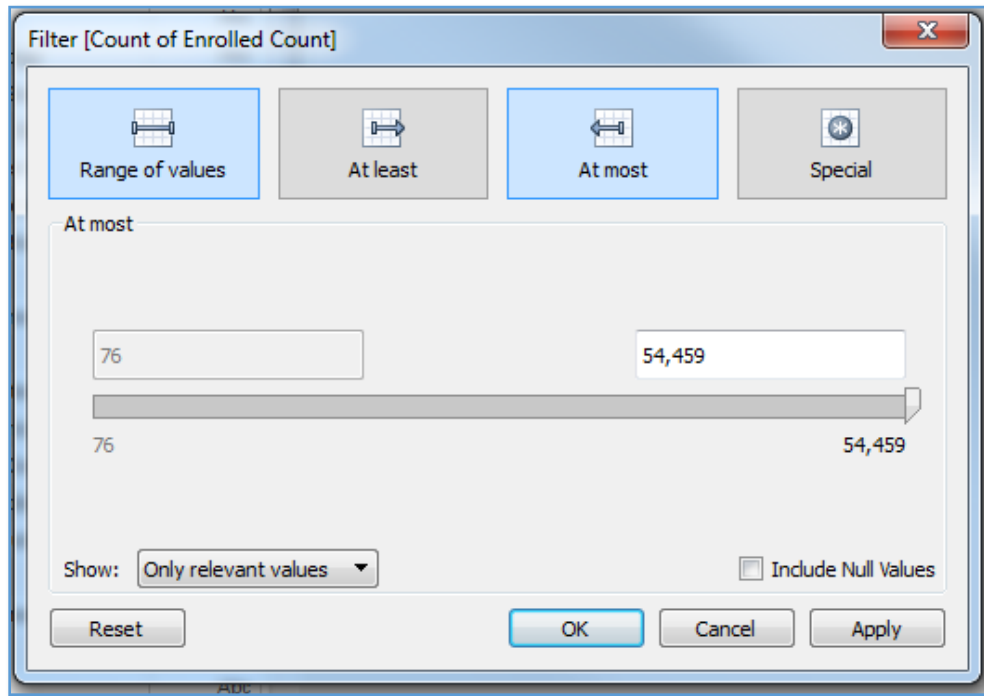 Filter [Count of Enrolled Count]
Range of values
At least
At most
Special
At most
76
54,459
76
54,459
Show: Only relevant values
Include Null Values
Reset
OK
Cancel
Apply
Abc